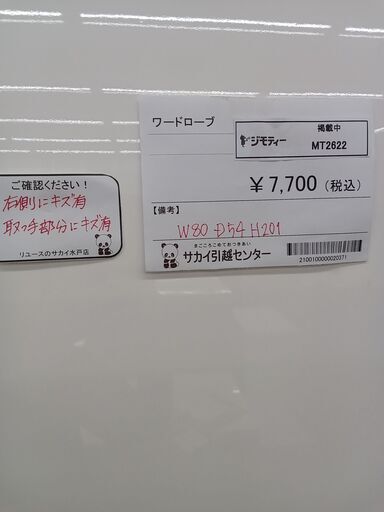 ワードローブ
ジモティー
掲載中
MT2622
¥7,700(税込)
【備考】
W80 D54 H201
まごころこめておつきあい
サカイ引越センター
2100100000020371
ご確認ください!
右側にキズ有
取っ手部分にキズ有
リユースのサカイ水戸店